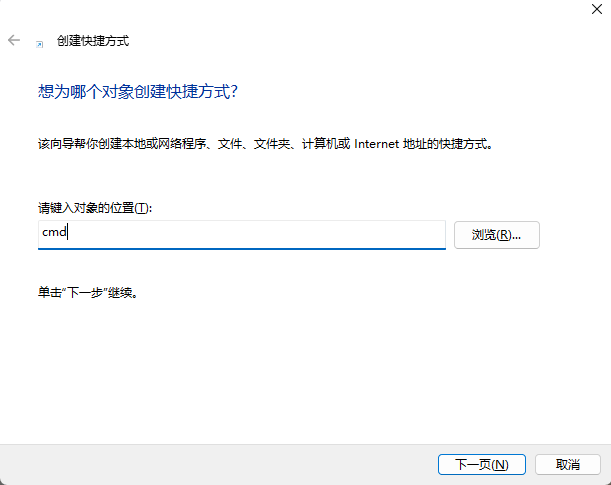 创建快捷方式
想为哪个对象创建快捷方式?
该向导帮你创建本地或网络程序、文件、文件夹、计算机或 Internet 地址的快捷方式。
请键入对象的位置(T):
cmd
浏览(R)...
单击"下一步"继续。
下一页(N)
取消